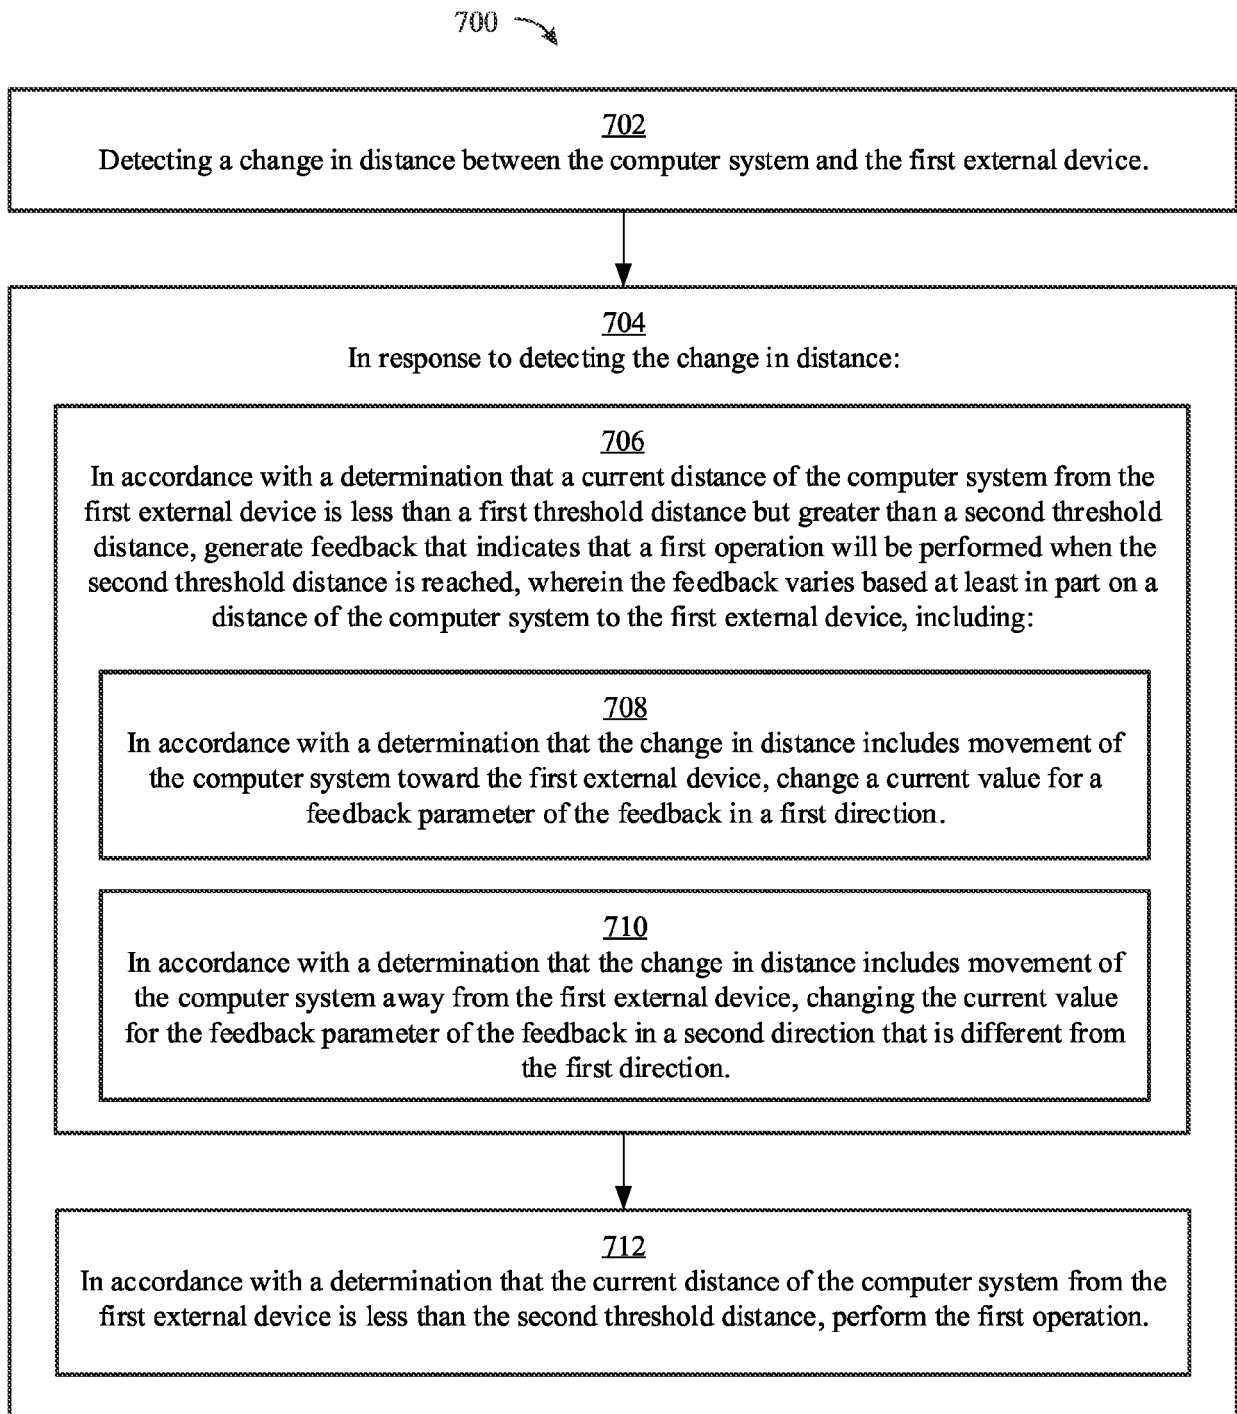 700
702
Detecting a change in distance between the computer system and the first external device.
704
In response to detecting the change in distance:
706
In accordance with a determination that a current distance of the computer system from the
first external device is less than a first threshold distance but greater than a second threshold
distance, generate feedback that indicates that a first operation will be performed when the
second threshold distance is reached, wherein the feedback varies based at least in part on a
distance of the computer system to the first external device, including:
708
In accordance with a determination that the change in distance includes movement of
the computer system toward the first external device, change a current value for a
feedback parameter of the feedback in a first direction.
710
In accordance with a determination that the change in distance includes movement of
the computer system away from the first external device, changing the current value
for the feedback parameter of the feedback in a second direction that is different from
the first direction.
712
In accordance with a determination that the current distance of the computer system from the
first external device is less than the second threshold distance, perform the first operation.